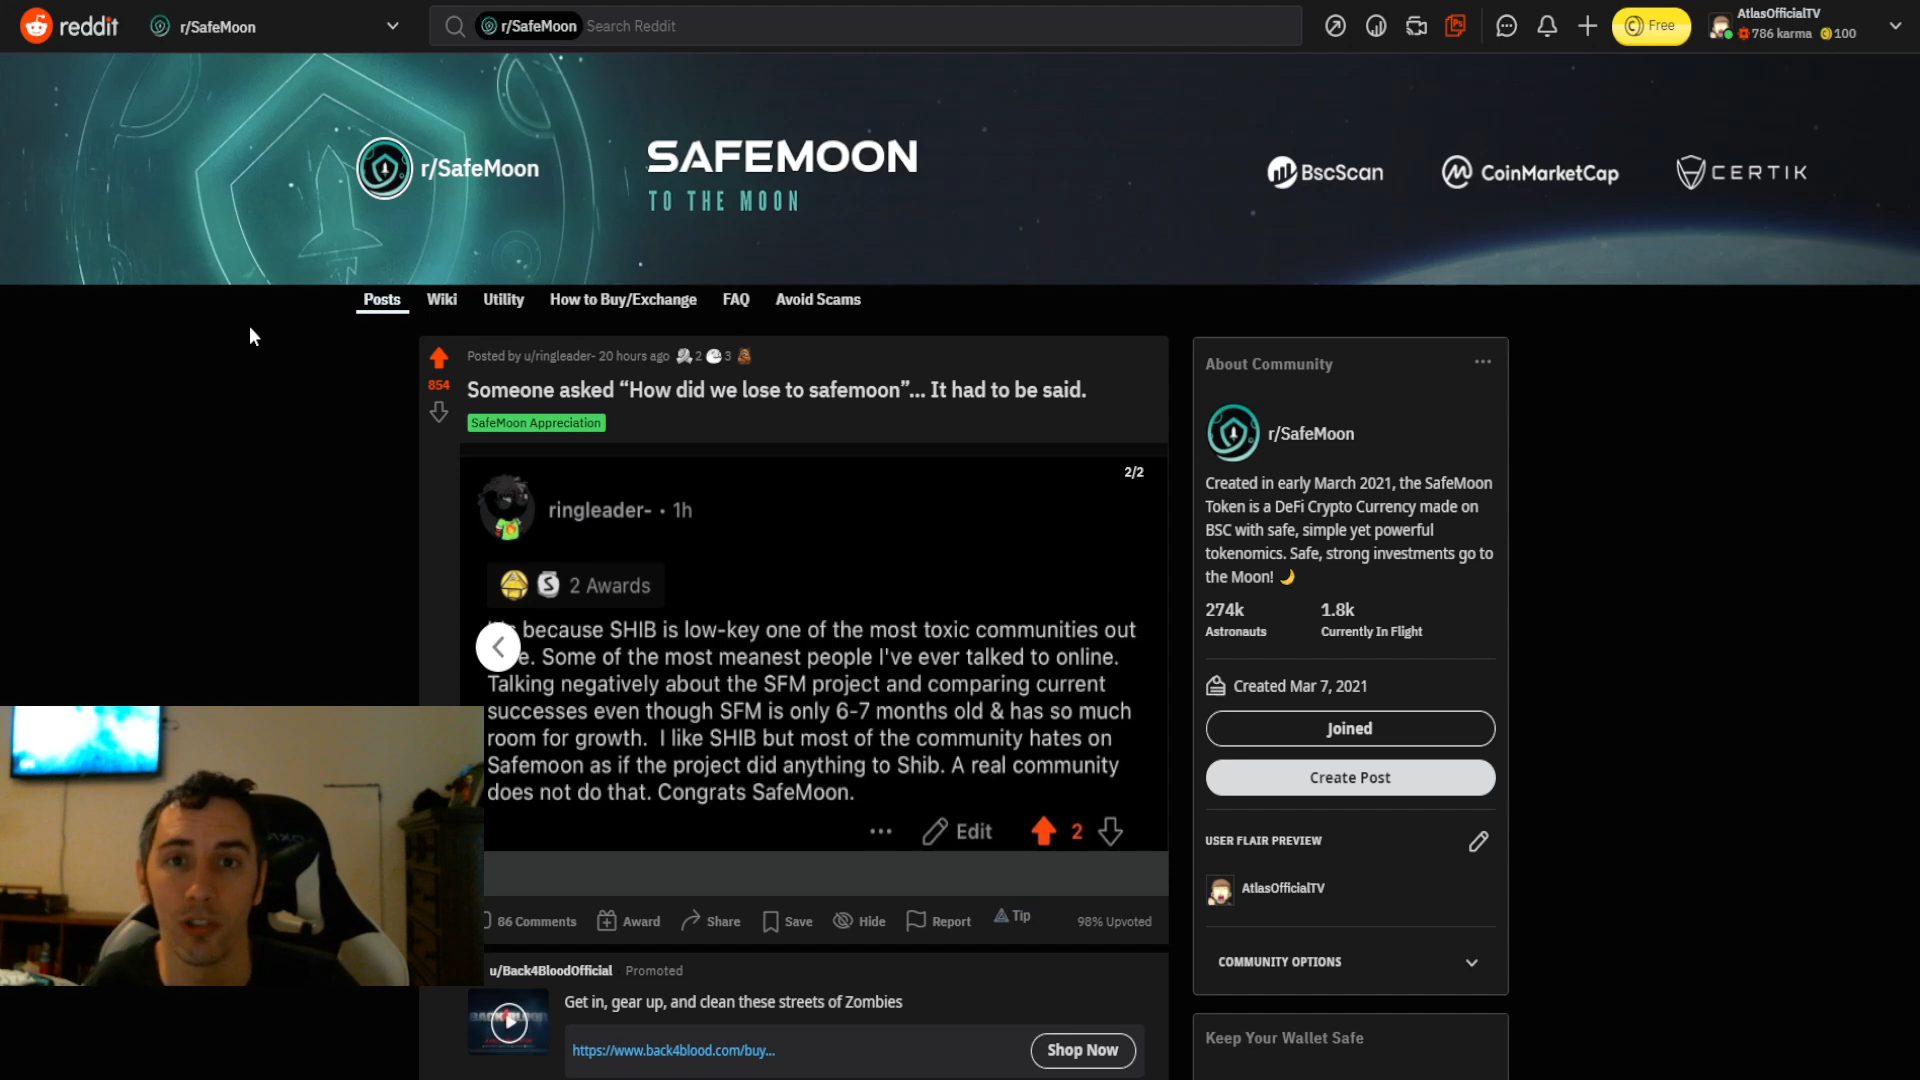 reddit
r/SafeMoon
r/SafeMoon
Search Reddit
Free
AtlasOfficialTV
786 karma
100
r/SafeMoon
SAFEMOON
TO THE MOON
BscScan
CoinMarketCap
CERTIK
Posts
Wiki
Utility
How to Buy/Exchange
FAQ
Avoid Scams
Posted by u/ringleader- 20 hours ago
2
3
854
Someone asked “How did we lose to safemoon”... It had to be said.
SafeMoon Appreciation
2/2
ringleader- • 1h
2 Awards
because SHIB is low-key one of the most toxic communities out
Some of the most meanest people I've ever talked to online.
Talking negatively about the SFM project and comparing current
successes even though SFM is only 6-7 months old & has so much
room for growth. I like SHIB but most of the community hates on
Safemoon as if the project did anything to Shib. A real community
does not do that. Congrats SafeMoon.
Edit
2
86 Comments
Award
Share
Save
Hide
Report
Tip
98% Upvoted
u/Back4BloodOfficial Promoted
Get in, gear up, and clean these streets of Zombies
https://www.back4blood.com/buy...
Shop Now
About Community
r/SafeMoon
Created in early March 2021, the SafeMoon
Token is a DeFi Crypto Currency made on
BSC with safe, simple yet powerful
tokenomics. Safe, strong investments go to
the Moon! 🌙
274k
1.8k
Astronauts
Currently In Flight
Created Mar 7, 2021
Joined
Create Post
USER FLAIR PREVIEW
AtlasOfficialTV
COMMUNITY OPTIONS
Keep Your Wallet Safe